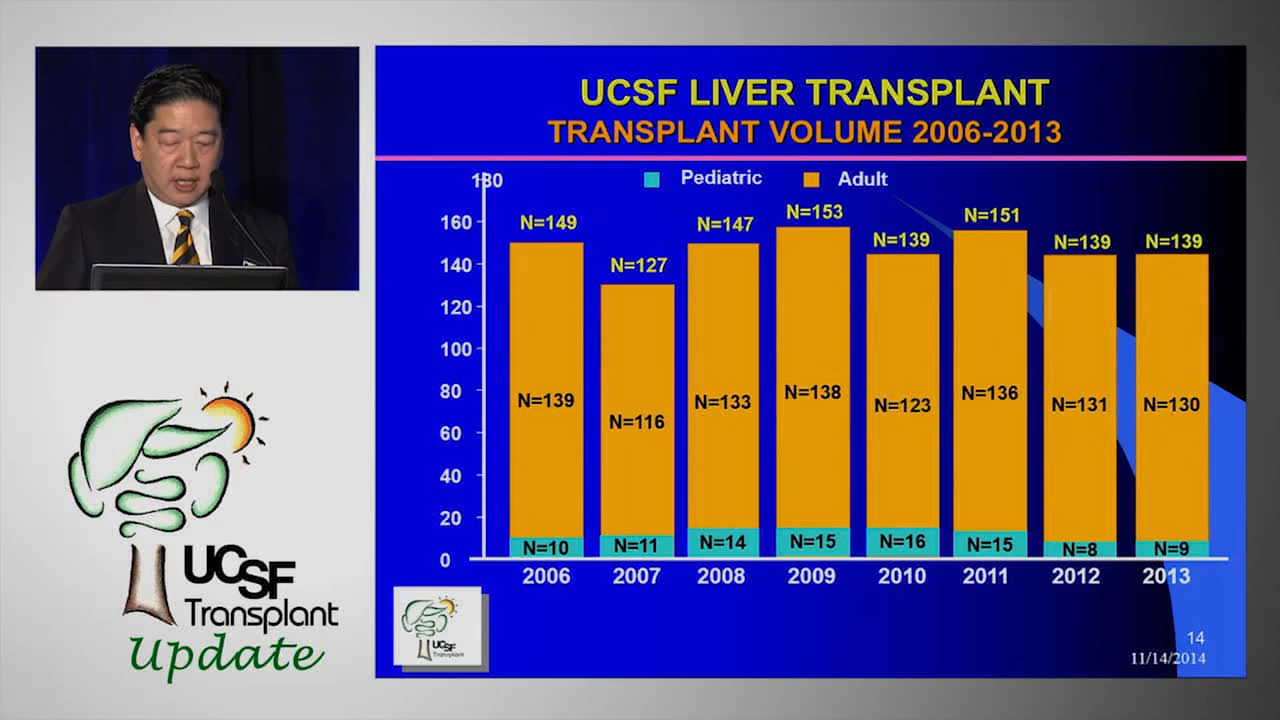 UCSF LIVER TRANSPLANT
TRANSPLANT VOLUME 2006-2013
Pediatric Adult
180
160
140
120
100
80
60
40
20
0
N=149 N=127 N=147 N=153 N=139 N=151 N=139 N=139
N=139 N=116 N=133 N=138 N=123 N=136 N=131 N=130
N=10 N=11 N=14 N=15 N=16 N=15 N=8 N=9
2006 2007 2008 2009 2010 2011 2012 2013
UCSF
Transplant
Update
UCSF
Transplant
14
11/14/2014